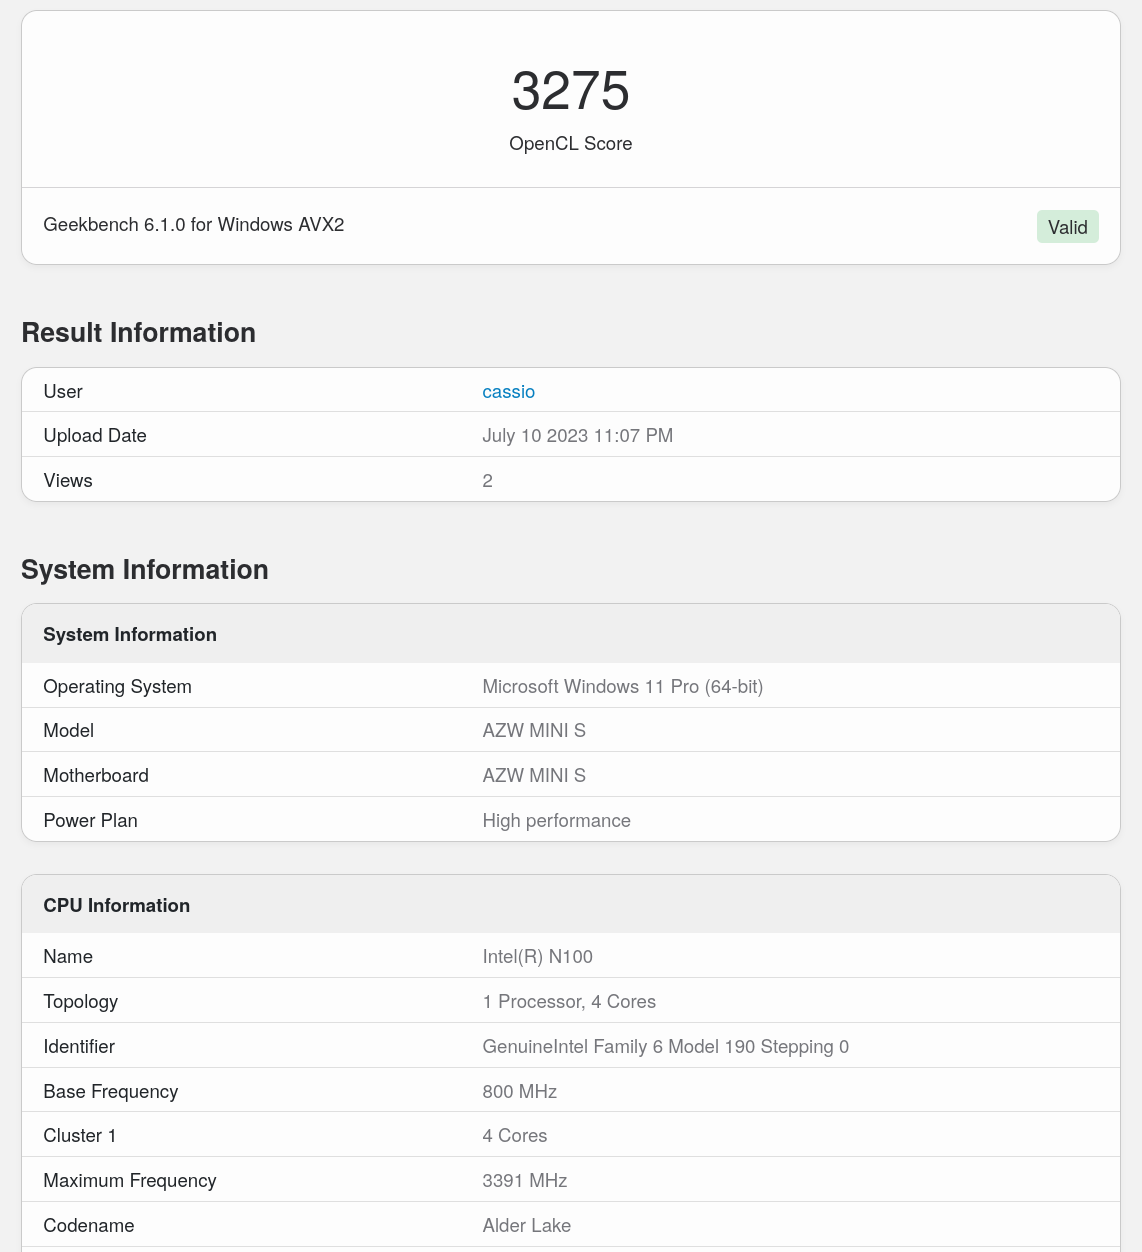 3275
OpenCL Score
Geekbench 6.1.0 for Windows AVX2 Valid
Result Information
User cassio
Upload Date July 10 2023 11:07 PM
Views 2
System Information
System Information
Operating System Microsoft Windows 11 Pro (64-bit)
Model AZW MINI S
Motherboard AZW MINI S
Power Plan High performance
CPU Information
Name Intel(R) N100
Topology 1 Processor, 4 Cores
Identifier GenuineIntel Family 6 Model 190 Stepping 0
Base Frequency 800 MHz
Cluster 1 4 Cores
Maximum Frequency 3391 MHz
Codename Alder Lake